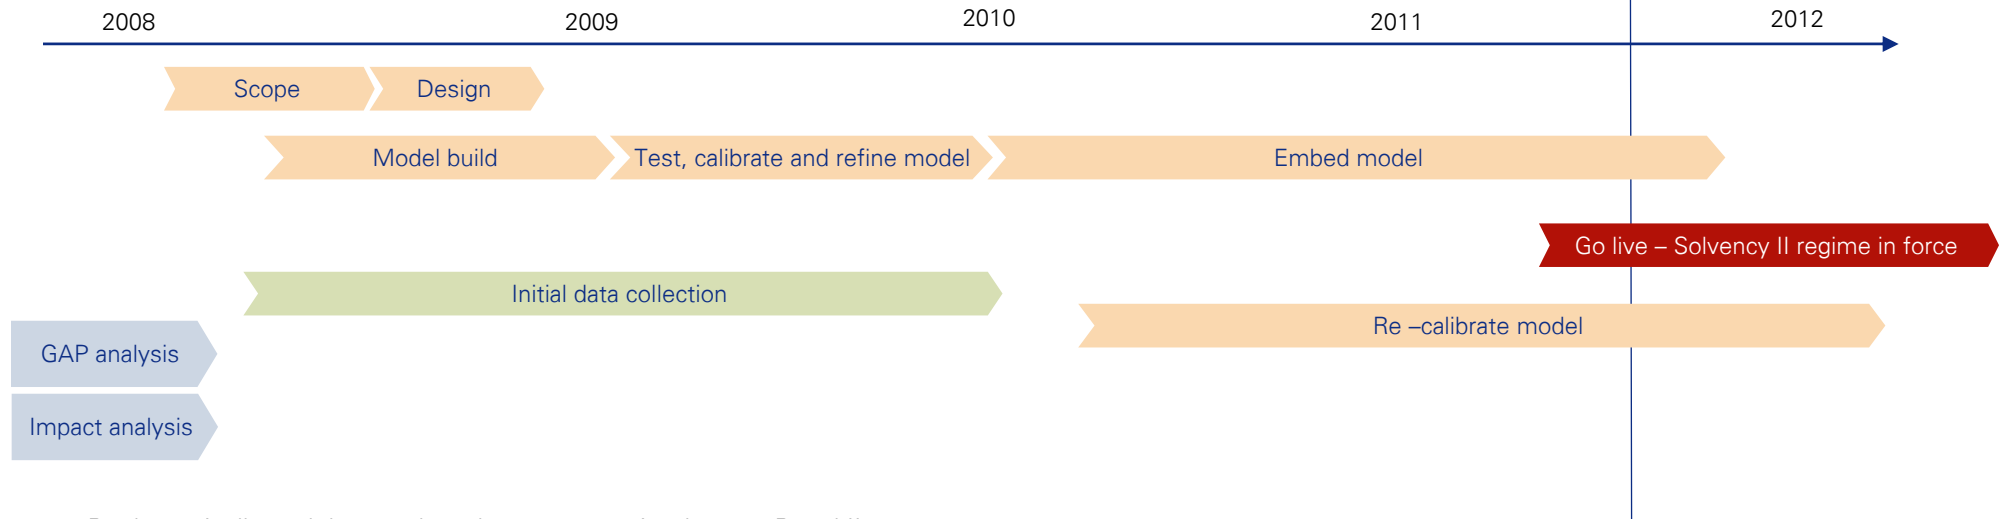 2008 2009 2010 2011 2012
Scope Design
Model build Test, calibrate and refine model Embed model
Go live – Solvency II regime in force
Initial data collection
Re –calibrate model
GAP analysis
Impact analysis